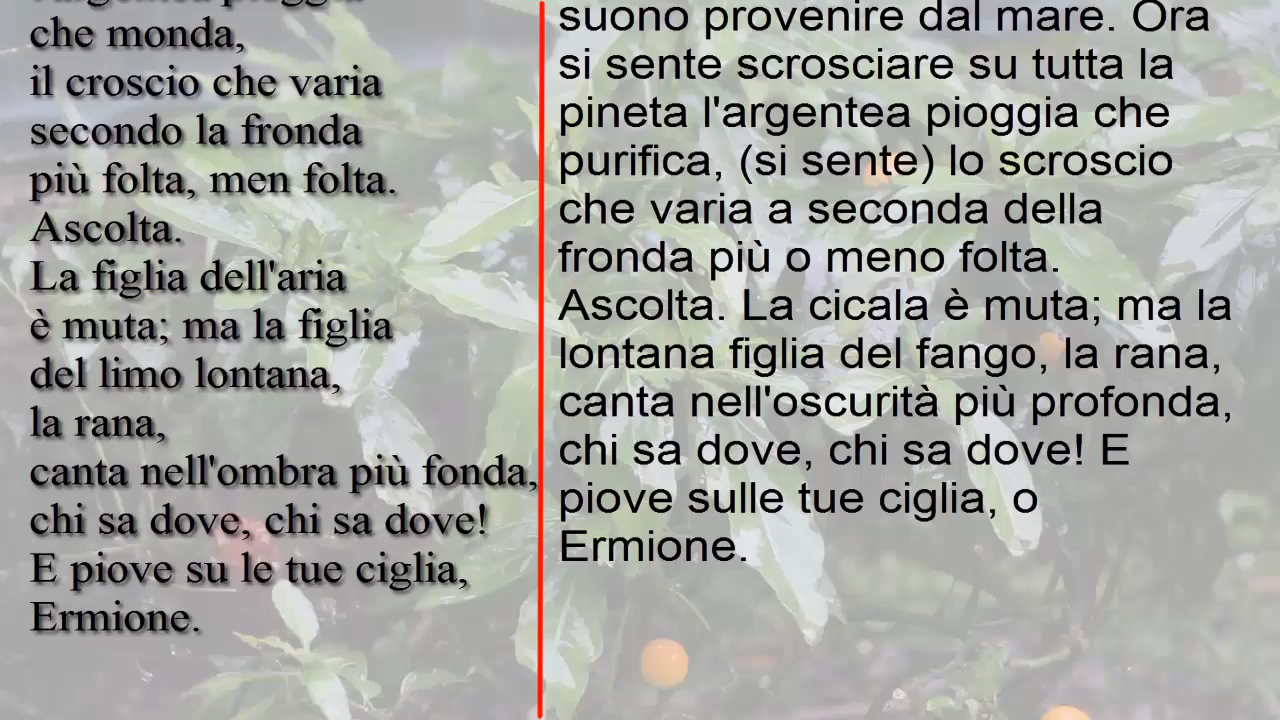 che monda,
il croscio che varia
secondo la fronda
più folta, men folta.
Ascolta.
La figlia dell'aria
è muta; ma la figlia
del limo lontana,
la rana,
canta nell'ombra più fonda,
chi sa dove, chi sa dove!
E piove su le tue ciglia,
Ermione.
suono provenire dal mare. Ora
si sente scrosciare su tutta la
pineta l'argentea pioggia che
purifica, (si sente) lo scroscio
che varia a seconda della
fronda più o meno folta.
Ascolta. La cicala è muta; ma la
lontana figlia del fango, la rana,
canta nell'oscurità più profonda,
chi sa dove, chi sa dove! E
piove sulle tue ciglia, o
Ermione.